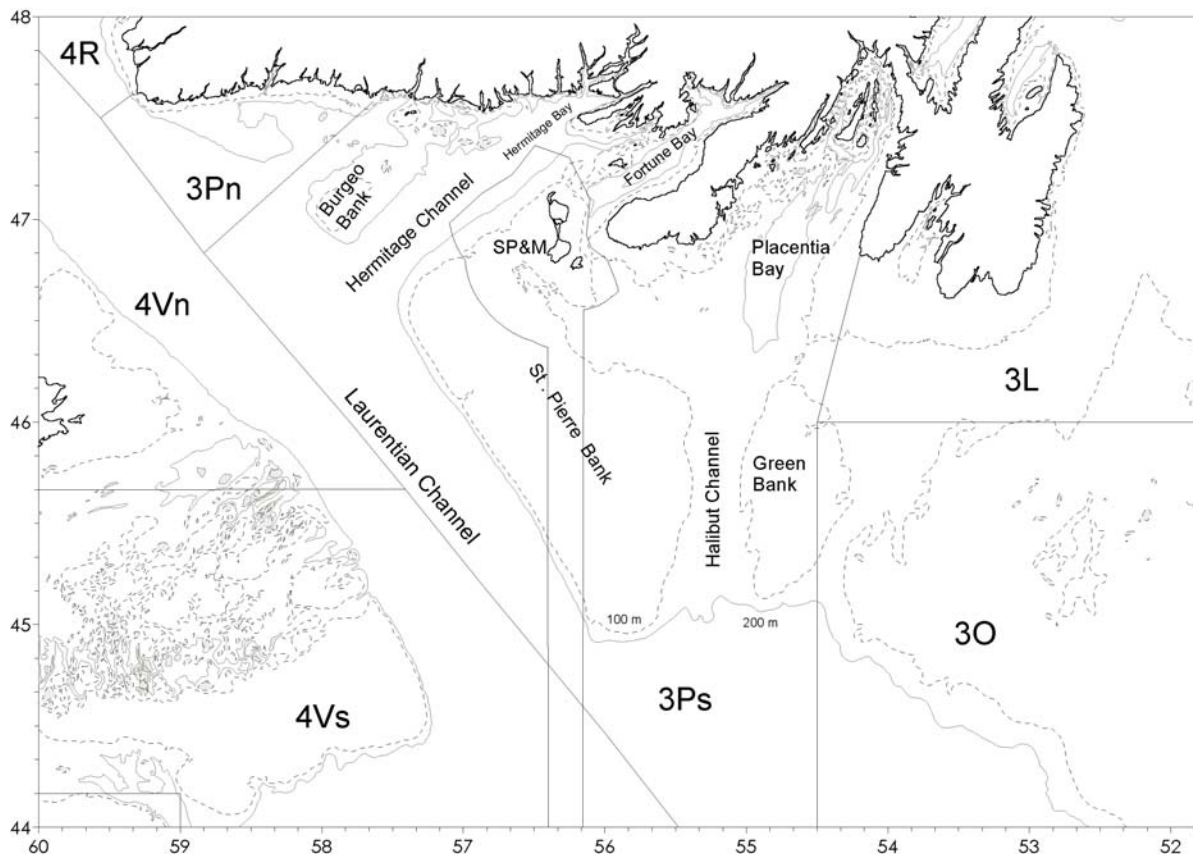 48
4R
Hermitage Bay
Fortune Bay
3Pn
Burgeo
Bank
Hermitage Channel
47
SP&M
Placentia
Bay
4Vn
3L
St. Pierre Bank
46
Laurentian Channel
Halibut Channel
Green
Bank
45
100 m
200 m
3O
3Ps
4Vs
44
60
59
58
57
56
55
54
53
52